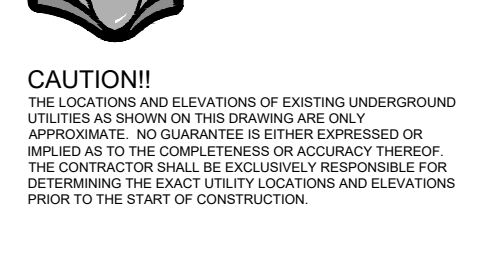 CAUTION!!
THE LOCATIONS AND ELEVATIONS OF EXISTING UNDERGROUND
UTILITIES AS SHOWN ON THIS DRAWING ARE ONLY
APPROXIMATE.  NO GUARANTEE IS EITHER EXPRESSED OR
IMPLIED AS TO THE COMPLETENESS OR ACCURACY THEREOF.
THE CONTRACTOR SHALL BE EXCLUSIVELY RESPONSIBLE FOR
DETERMINING THE EXACT UTILITY LOCATIONS AND ELEVATIONS
PRIOR TO THE START OF CONSTRUCTION.